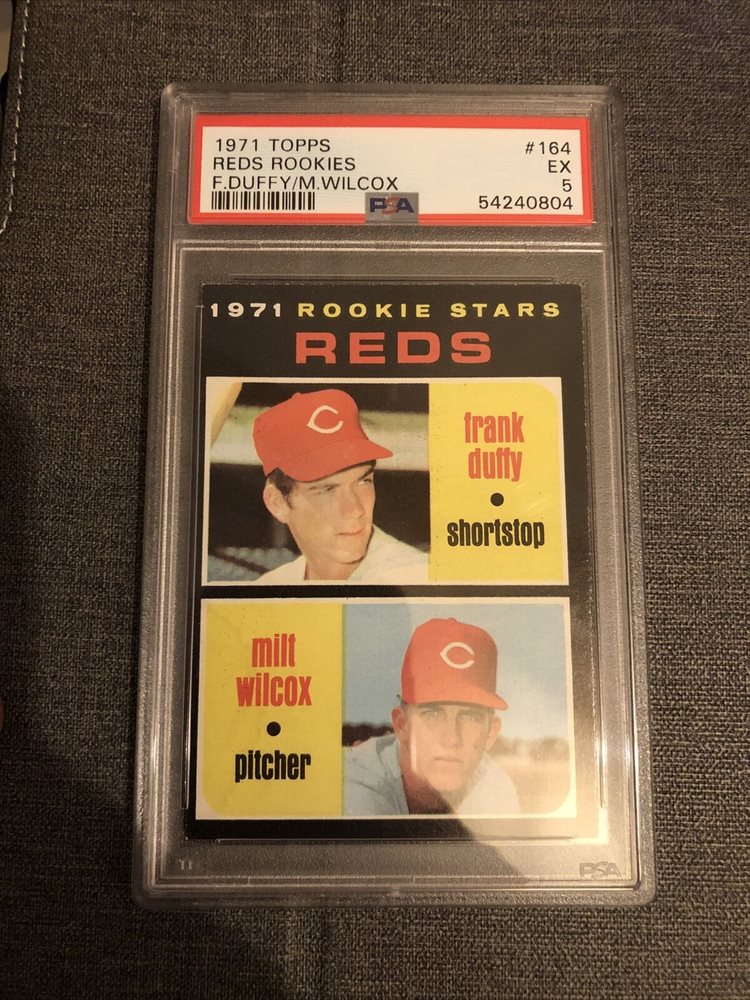 1971 TOPPS #164
REDS ROOKIES EX
F.DUFFY/M.WILCOX 5
PSA 54240804
1971 ROOKIE STARS
REDS
frank
duffy
shortstop
C
milt
wilcox
pitcher
C
PSA